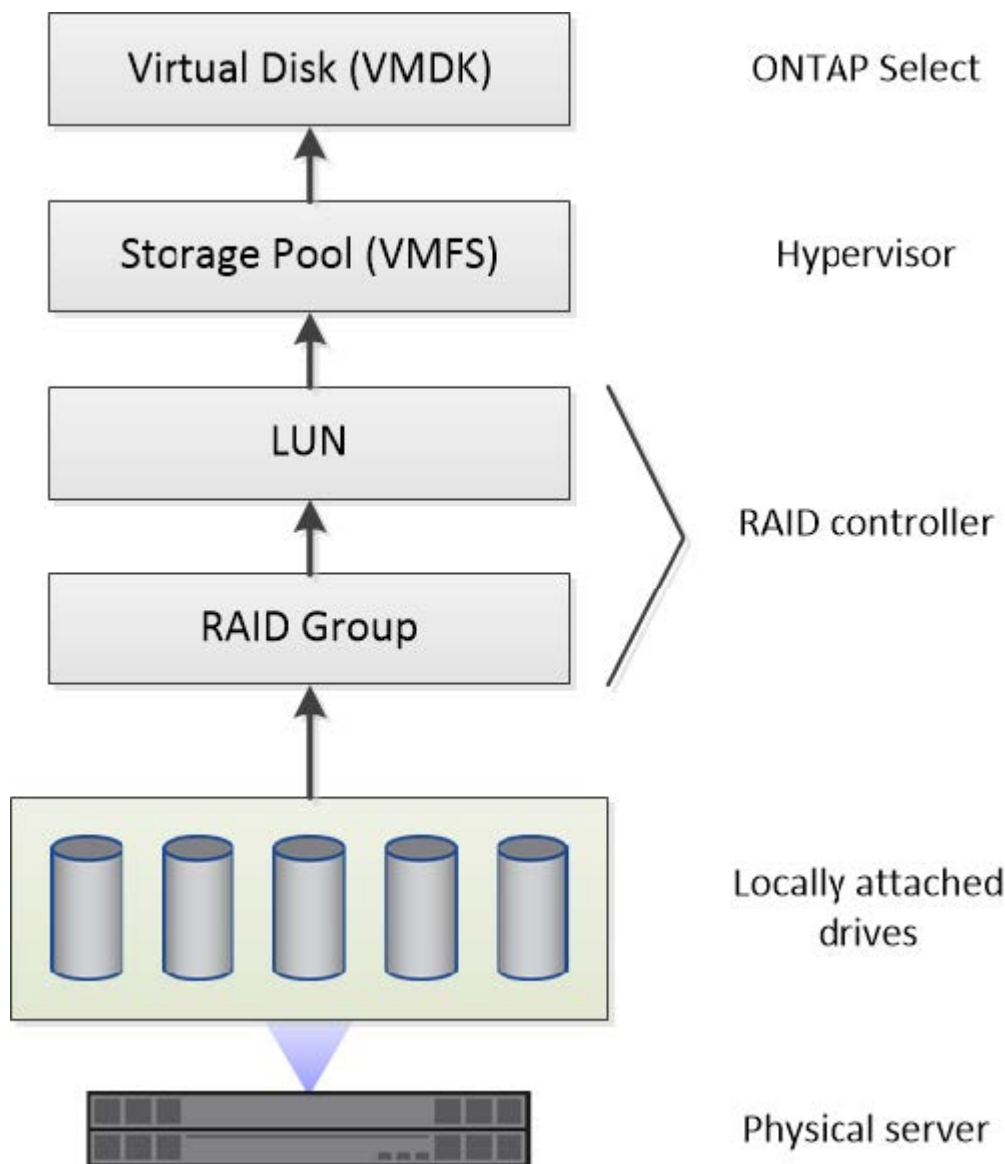 Virtual Disk (VMDK)
ONTAP Select
Storage Pool (VMFS)
Hypervisor
LUN
RAID controller
RAID Group
Locally attached
drives
Physical server